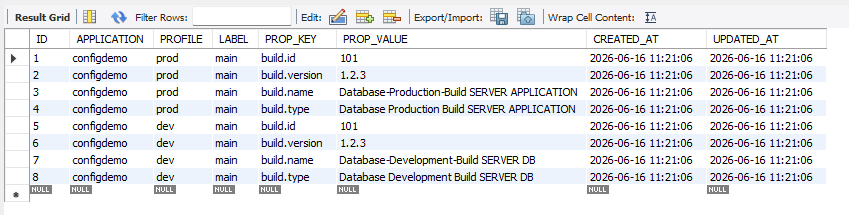 Result Grid Filter Rows: Edit: Export/Import: Wrap Cell Content:
ID APPLICATION PROFILE LABEL PROP_KEY PROP_VALUE CREATED_AT UPDATED_AT
1 configdemo prod main build.id 101 2026-06-16 11:21:06 2026-06-16 11:21:06
2 configdemo prod main build.version 1.2.3 2026-06-16 11:21:06 2026-06-16 11:21:06
3 configdemo prod main build.name Database-Production-Build SERVER APPLICATION 2026-06-16 11:21:06 2026-06-16 11:21:06
4 configdemo prod main build.type Database Production Build SERVER APPLICATION 2026-06-16 11:21:06 2026-06-16 11:21:06
5 configdemo dev main build.id 101 2026-06-16 11:21:06 2026-06-16 11:21:06
6 configdemo dev main build.version 1.2.3 2026-06-16 11:21:06 2026-06-16 11:21:06
7 configdemo dev main build.name Database-Development-Build SERVER DB 2026-06-16 11:21:06 2026-06-16 11:21:06
8 configdemo dev main build.type Database Development Build SERVER DB 2026-06-16 11:21:06 2026-06-16 11:21:06
NULL NULL NULL NULL NULL NULL NULL NULL